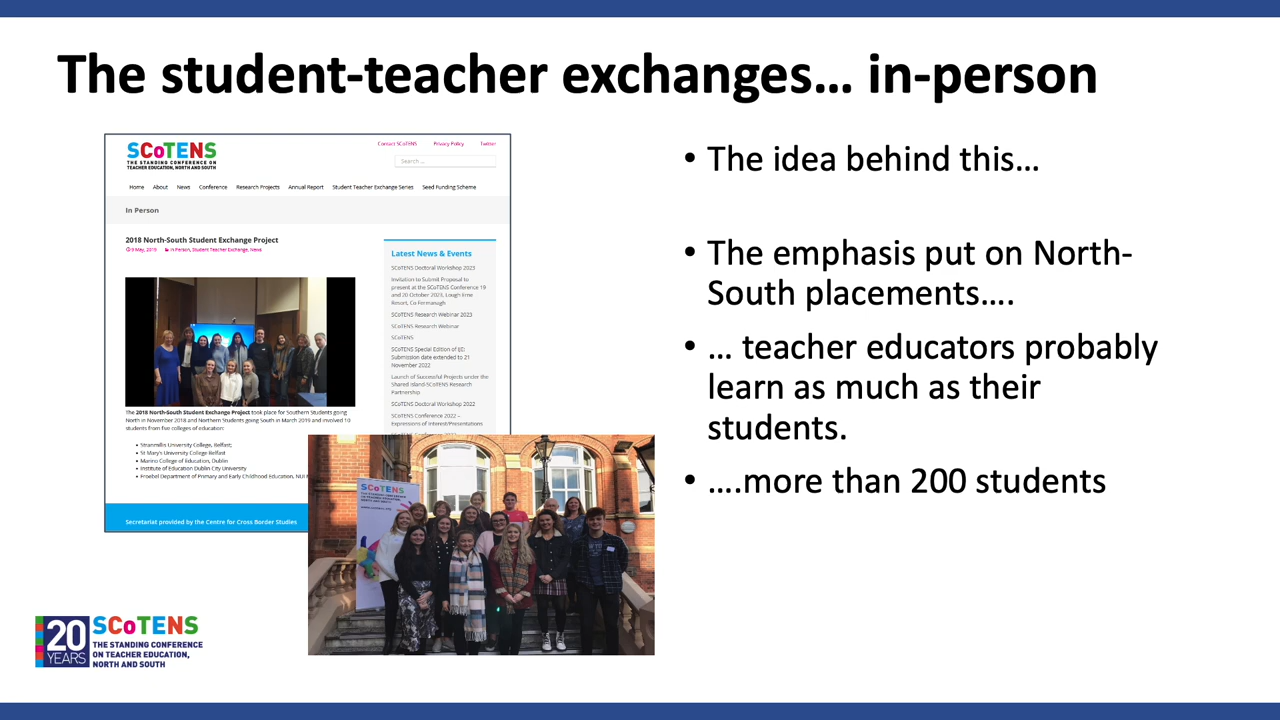 The student-teacher exchanges… in-person
SCoTENS
THE STANDING CONFERENCE ON
TEACHER EDUCATION, NORTH AND SOUTH
Contact SCoTENS
Privacy Policy
Twitter
Search ...
Home
About
News
Conference
Research Projects
Annual Report
Student Teacher Exchange Series
Seed Funding Scheme
In Person
2018 North-South Student Exchange Project
9 May, 2019
In Person, Student Teacher Exchange, News
The 2018 North-South Student Exchange Project took place for Southern Students going
North in November 2018 and Northern Students going South in March 2019 and involved 10
students from five colleges of education:
• Stranmillis University College, Belfast;
• St Mary's University College Belfast
• Marino College of Education, Dublin
• Institute of Education Dublin City University
• Froebel Department of Primary and Early Childhood Education, NUI
Latest News & Events
SCoTENS Doctoral Workshop 2023
Invitation to Submit Proposal to
present at the SCoTENS Conference 19
and 20 October 2023, Lough Erne
Resort, Co Fermanagh
SCoTENS Research Webinar 2023
SCoTENS Research Webinar
SCoTENS
SCoTENS Special Edition of IJEI
Submission date extended to 21
November 2022
Launch of Successful Projects under the
Shared Island-SCoTENS Research
Partnership
SCoTENS Doctoral Workshop 2022
SCoTENS Conference 2022 –
Expressions of Interest/Presentations
Secretariat provided by the Centre for Cross Border Studies
SCoTENS
• The idea behind this…
• The emphasis put on North-
South placements….
• … teacher educators probably
learn as much as their
students.
• ….more than 200 students
20
YEARS
SCoTENS
THE STANDING CONFERENCE
ON TEACHER EDUCATION,
NORTH AND SOUTH